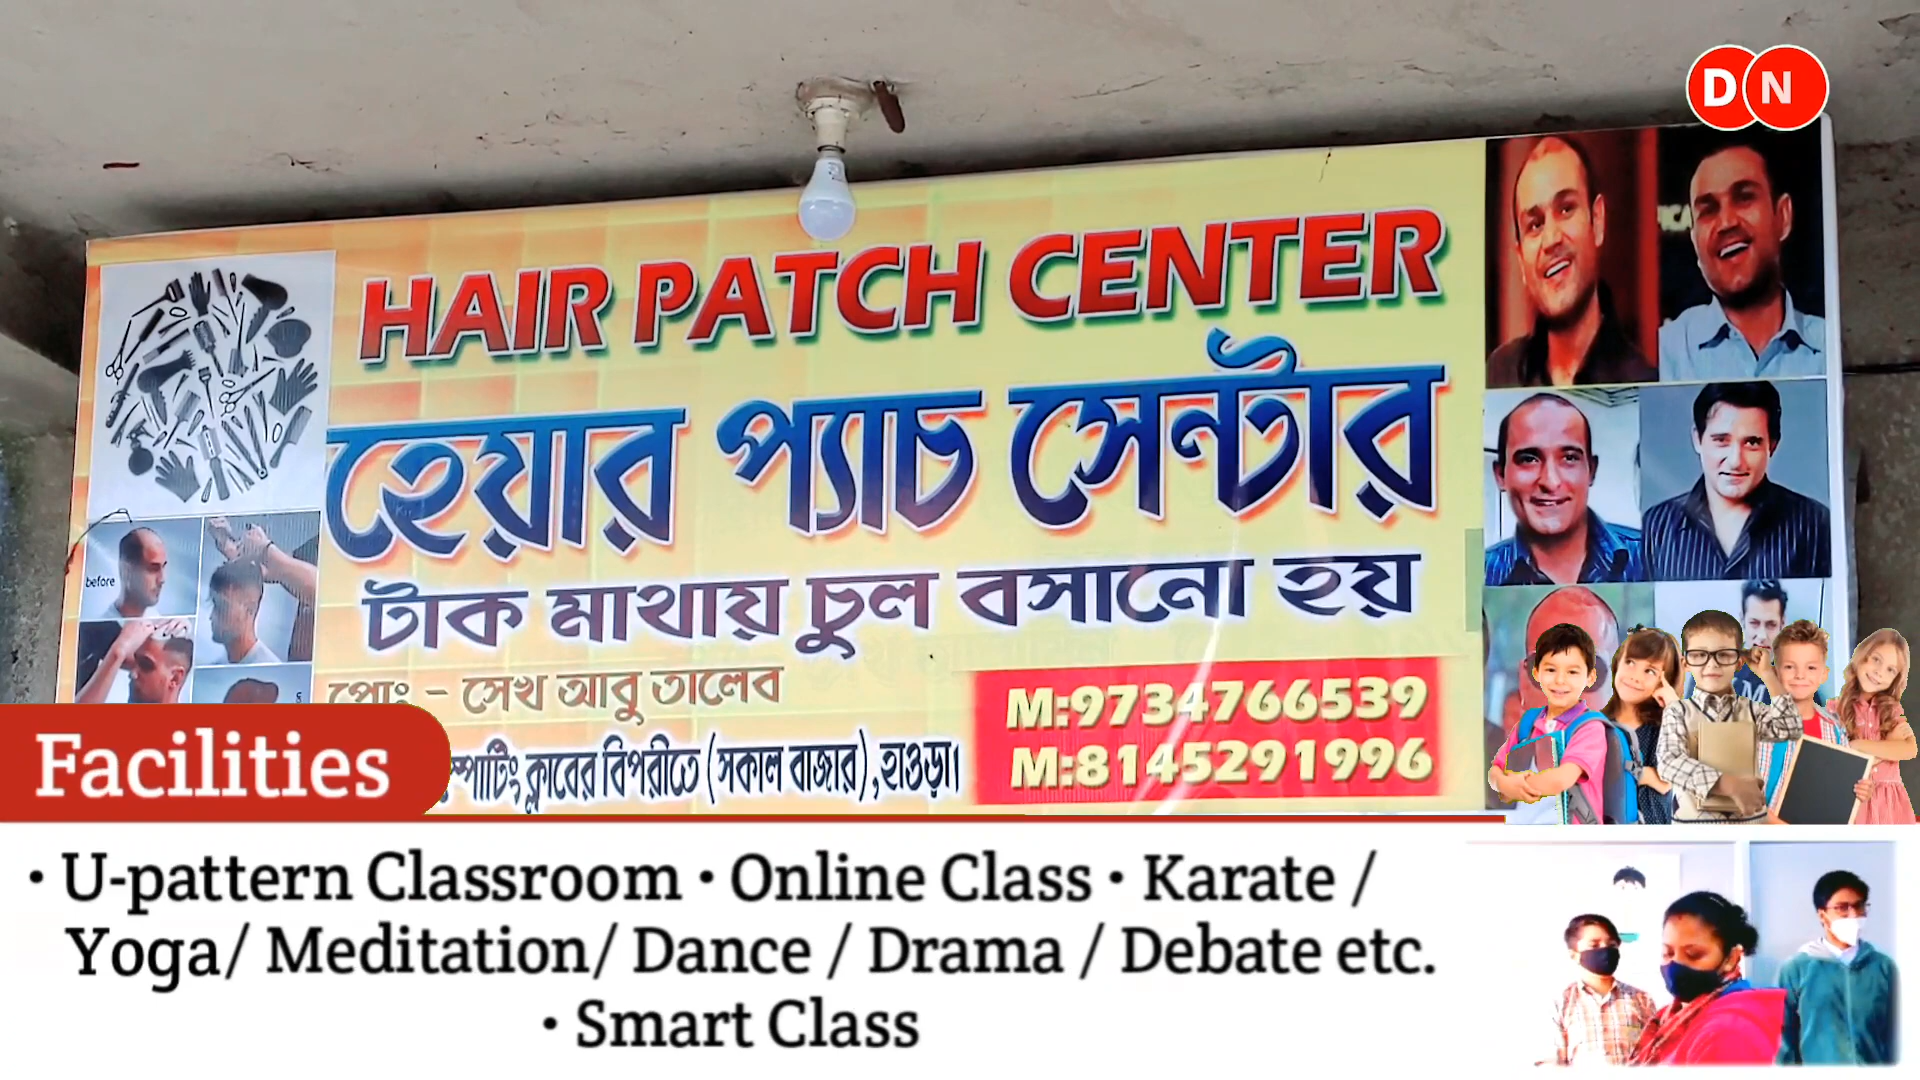 DN
HAIR PATCH CENTER
হেয়ার প্যাচ সেন্টার
টাক মাথায় চুল বসানো হয়
before
প্রোঃ - সেখ আবু তালেব
M:9734766539
স্পোর্টিং ক্লাবের বিপরীতে (সকাল বাজার), হাওড়া।
M:8145291996
Facilities
• U-pattern Classroom • Online Class • Karate /
Yoga/ Meditation/ Dance / Drama / Debate etc.
• Smart Class